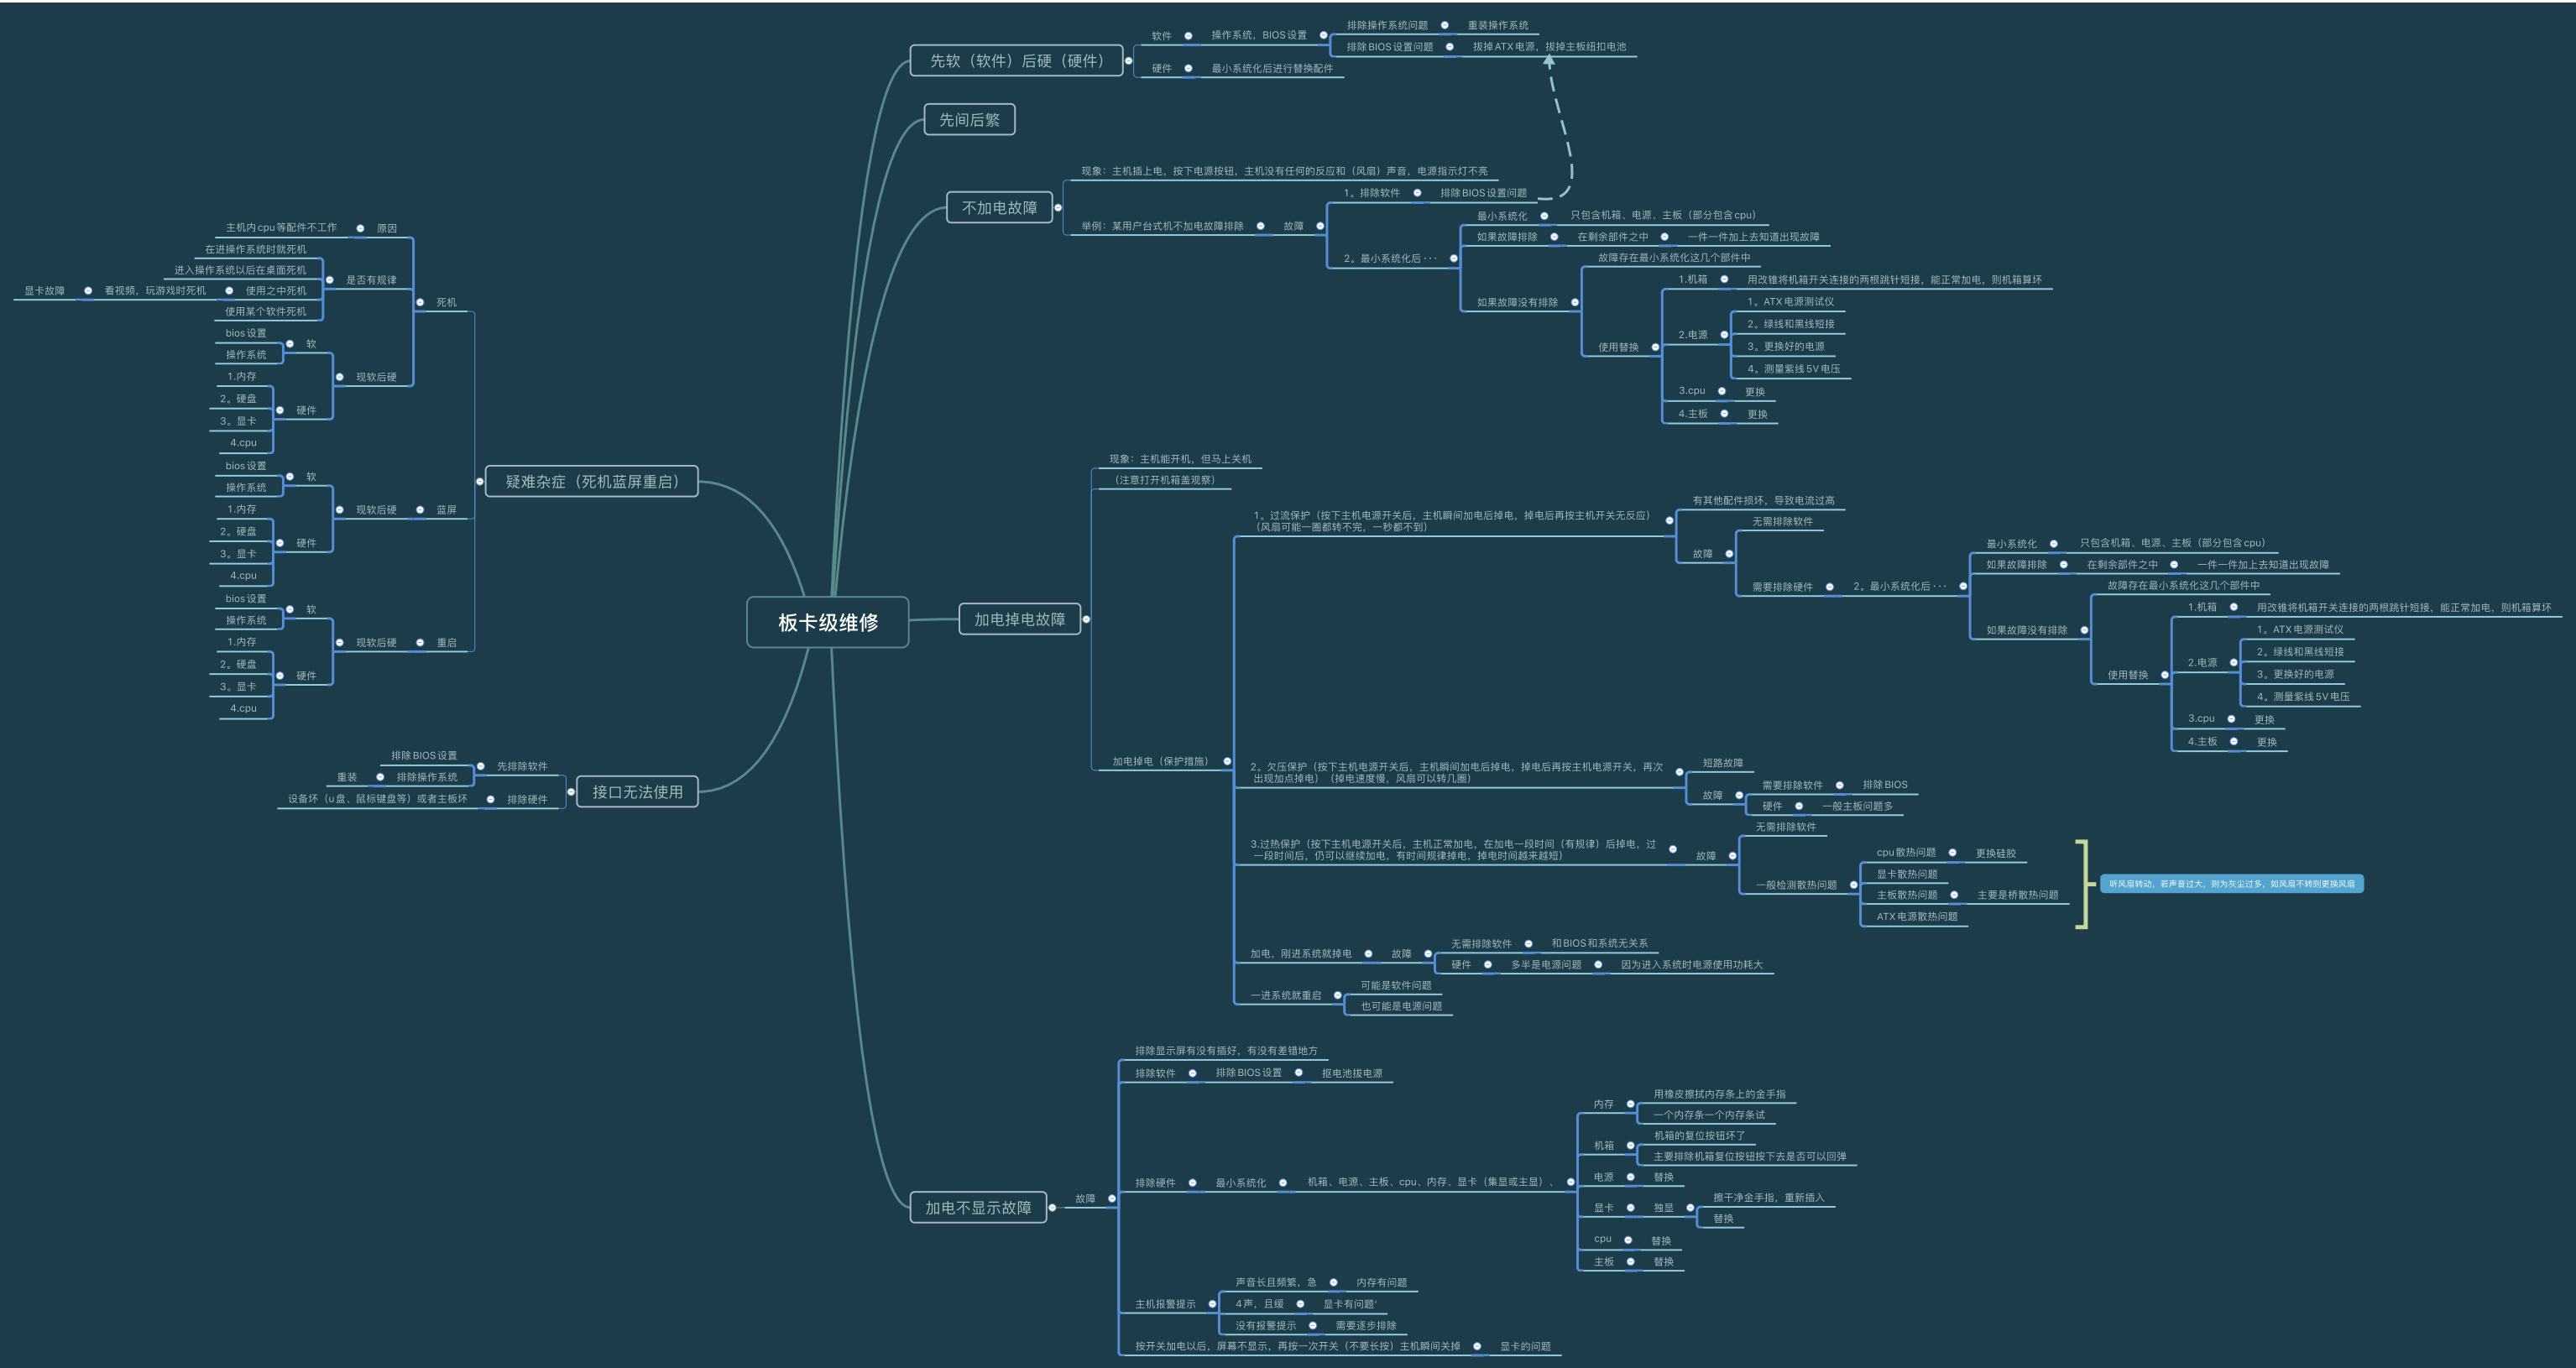 板卡级维修
先软（软件）后硬（硬件）
软件
操作系统，BIOS设置
排除操作系统问题
重装操作系统
排除BIOS设置问题
拔掉ATX电源，拔掉主板纽扣电池
硬件
最小系统化后进行替换配件
先间后繁
不加电故障
现象：主机插上电，按下电源按钮，主机没有任何的反应和（风扇）声音，电源指示灯不亮
举例：某用户台式机不加电故障排除
故障
1。排除软件
排除BIOS设置问题
2。最小系统化后···
最小系统化
只包含机箱、电源、主板（部分包含cpu）
如果故障排除
在剩余部件之中
一件一件加上去知道出现故障
如果故障没有排除
故障存在最小系统化这几个部件中
使用替换
1.机箱
用改锥将机箱开关连接的两根跳针短接，能正常加电，则机箱算坏
2.电源
1。ATX电源测试仪
2。绿线和黑线短接
3。更换好的电源
4。测量紫线5V电压
3.cpu
更换
4.主板
更换
加电掉电故障
现象：主机能开机，但马上关机
（注意打开机箱盖观察）
加电掉电（保护措施）
1。过流保护（按下主机电源开关后，主机瞬间加电后掉电，掉电后再按主机开关无反应）
（风扇可能一圈都转不完，一秒都不到）
有其他配件损坏，导致电流过高
故障
无需排除软件
需要排除硬件
2。最小系统化后···
最小系统化
只包含机箱、电源、主板（部分包含cpu）
如果故障排除
在剩余部件之中
一件一件加上去知道出现故障
如果故障没有排除
故障存在最小系统化这几个部件中
使用替换
1.机箱
用改锥将机箱开关连接的两根跳针短接，能正常加电，则机箱算坏
2.电源
1。ATX电源测试仪
2。绿线和黑线短接
3。更换好的电源
4。测量紫线5V电压
3.cpu
更换
4.主板
更换
2。欠压保护（按下主机电源开关后，主机瞬间加电后掉电，掉电后再按主机电源开关，再次
出现加点掉电）（掉电速度慢，风扇可以转几圈）
短路故障
故障
需要排除软件
排除BIOS
硬件
一般主板问题多
3.过热保护（按下主机电源开关后，主机正常加电，在加电一段时间（有规律）后掉电，过
一段时间后，仍可以继续加电，有时间规律掉电，掉电时间越来越短）
故障
无需排除软件
一般检测散热问题
cpu散热问题
更换硅胶
显卡散热问题
主板散热问题
主要是桥散热问题
ATX电源散热问题
听风扇转动，若声音过大，则为灰尘过多，如风扇不转则更换风扇
加电，刚进系统就掉电
故障
无需排除软件
和BIOS和系统无关系
硬件
多半是电源问题
因为进入系统时电源使用功耗大
一进系统就重启
可能是软件问题
也可能是电源问题
加电不显示故障
故障
排除显示屏有没有插好，有没有差错地方
排除软件
排除BIOS设置
抠电池拔电源
排除硬件
最小系统化
机箱、电源、主板、cpu、内存、显卡（集显或主显）、
内存
用橡皮擦拭内存条上的金手指
一个内存条一个内存条试
机箱
机箱的复位按钮坏了
主要排除机箱复位按钮按下去是否可以回弹
电源
替换
显卡
独显
擦干净金手指，重新插入
替换
cpu
替换
主板
替换
主机报警提示
声音长且频繁，急
内存有问题
4声，且缓
显卡有问题‘
没有报警提示
需要逐步排除
按开关加电以后，屏幕不显示，再按一次开关（不要长按）主机瞬间关掉
显卡的问题
疑难杂症（死机蓝屏重启）
死机
原因
主机内cpu等配件不工作
是否有规律
在进操作系统时就死机
进入操作系统以后在桌面死机
使用之中死机
看视频，玩游戏时死机
显卡故障
使用某个软件死机
现软后硬
软
bios设置
操作系统
硬件
1.内存
2。硬盘
3。显卡
4.cpu
蓝屏
现软后硬
软
bios设置
操作系统
硬件
1.内存
2。硬盘
3。显卡
4.cpu
重启
现软后硬
软
bios设置
操作系统
硬件
1.内存
2。硬盘
3。显卡
4.cpu
接口无法使用
先排除软件
排除BIOS设置
排除操作系统
重装
排除硬件
设备坏（u盘、鼠标键盘等）或者主板坏